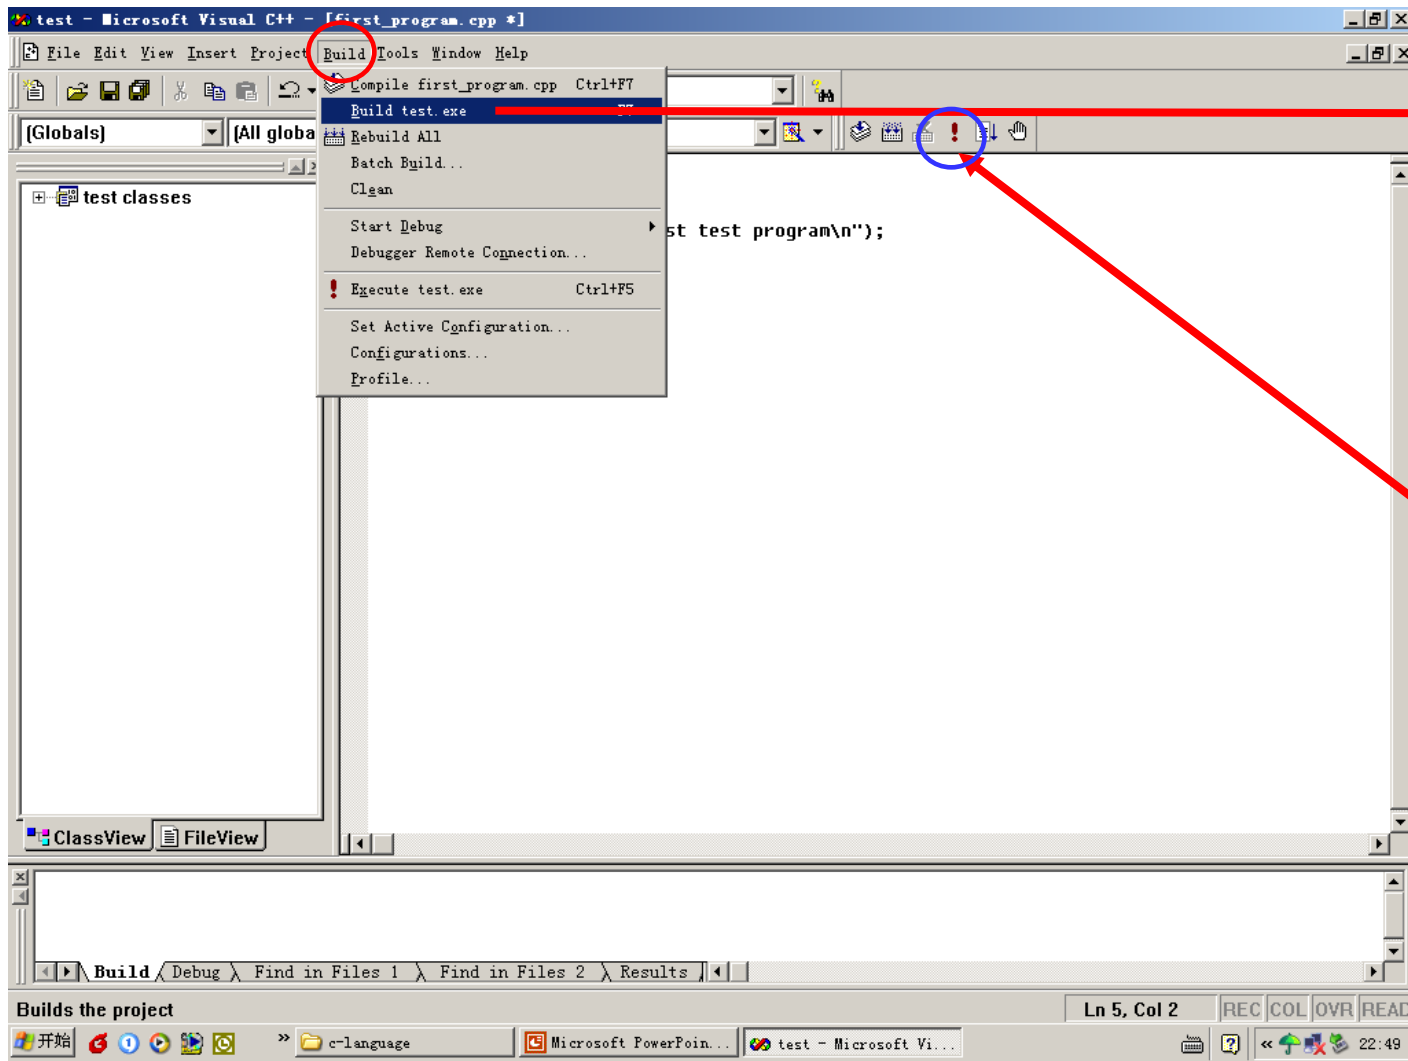 test - Microsoft Visual C++ - [first_program.cpp *]
File Edit View Insert Project Build Tools Window Help
Compile first_program.cpp Ctrl+F7
Build test.exe
(Globals) (All globa
Rebuild All
Batch Build...
Clean
test classes
Start Debug
st test program\n");
Debugger Remote Connection...
Execute test.exe Ctrl+F5
Set Active Configuration...
Configurations...
Profile...
ClassView FileView
Build Debug Find in Files 1 Find in Files 2 Results
Builds the project Ln 5, Col 2 REC COL OVR READ
开始 » c-language Microsoft PowerPoin... test - Microsoft Vi... « 22:49